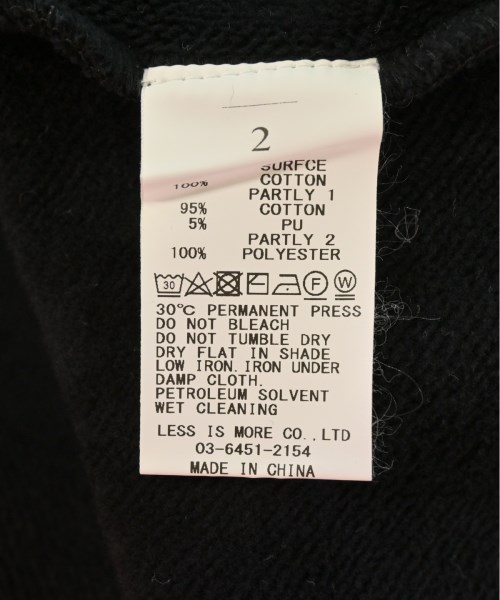 2
SURFCE
100% COTTON
PARTLY 1
95% COTTON
5% PU
PARTLY 2
100% POLYESTER
30 F W
30℃ PERMANENT PRESS
DO NOT BLEACH
DO NOT TUMBLE DRY
DRY FLAT IN SHADE
LOW IRON.IRON UNDER
DAMP CLOTH.
PETROLEUM SOLVENT
WET CLEANING
LESS IS MORE CO.,LTD
03-6451-2154
MADE IN CHINA